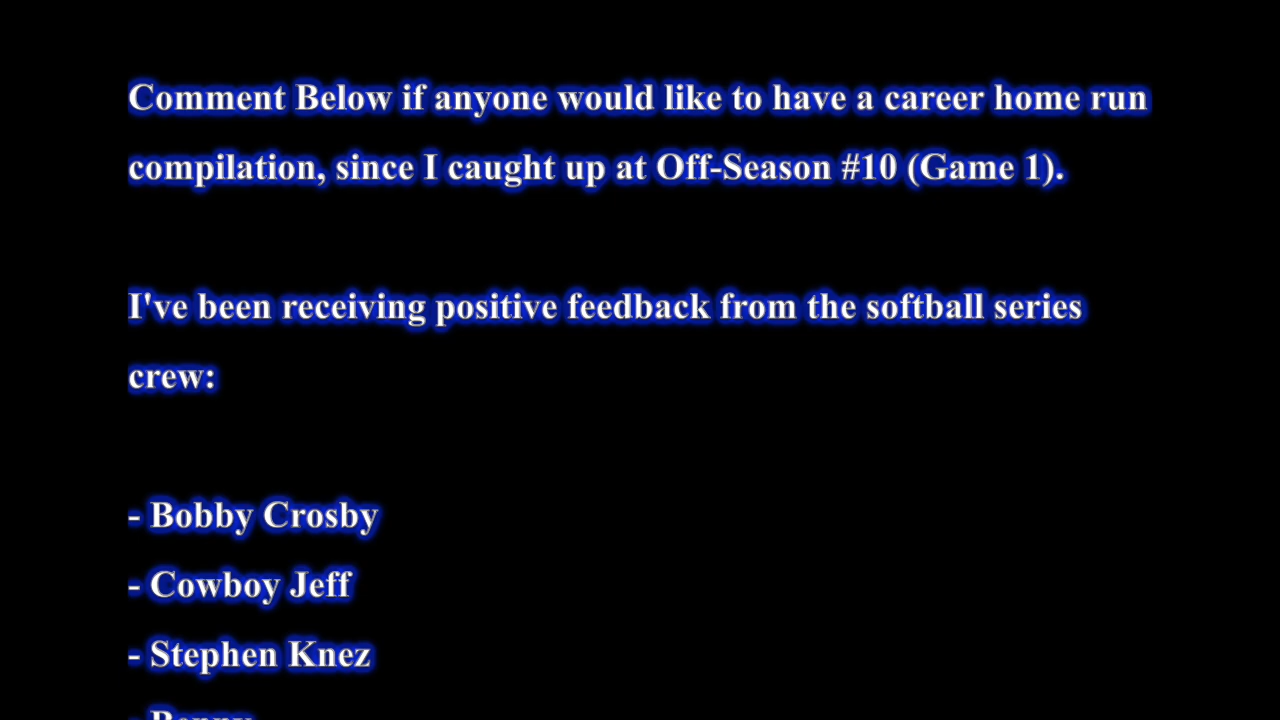 Comment Below if anyone would like to have a career home run
compilation, since I caught up at Off-Season #10 (Game 1).
I've been receiving positive feedback from the softball series
crew:
- Bobby Crosby
- Cowboy Jeff
- Stephen Knez